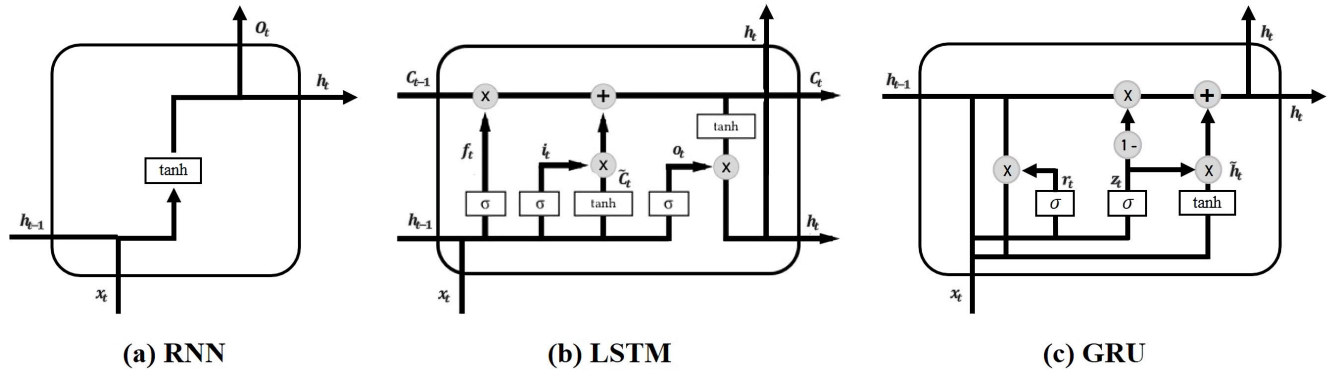 O_t
h_t
h_{t-1}
tanh
x_t
(a) RNN
h_t
C_{t-1}
C_t
x
+
tanh
f_t
i_t
o_t
x
x
C̃_t
σ
σ
tanh
σ
h_{t-1}
h_t
x_t
(b) LSTM
h_t
h_{t-1}
x
+
h_t
1 -
x
r_t
z_t
x
h̃_t
σ
σ
tanh
x_t
(c) GRU